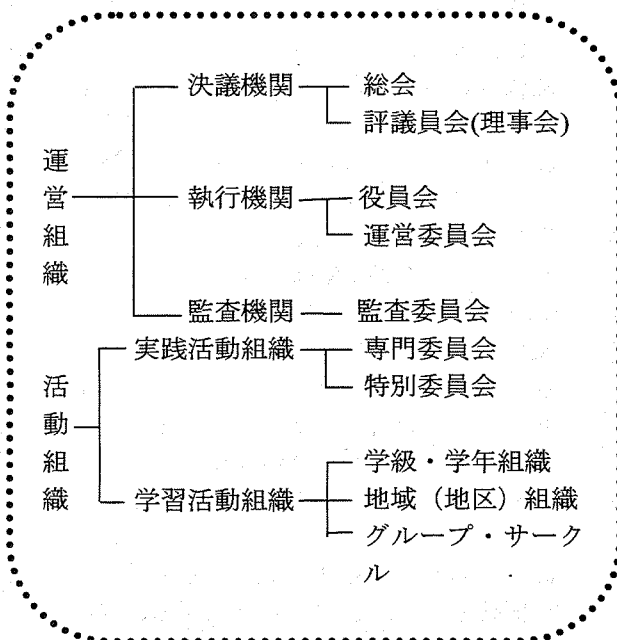 運営組織
決議機関
総会
評議員会(理事会)
執行機関
役員会
運営委員会
監査機関
監査委員会
活動組織
実践活動組織
専門委員会
特別委員会
学習活動組織
学級・学年組織
地域（地区）組織
グループ・サーク
ル